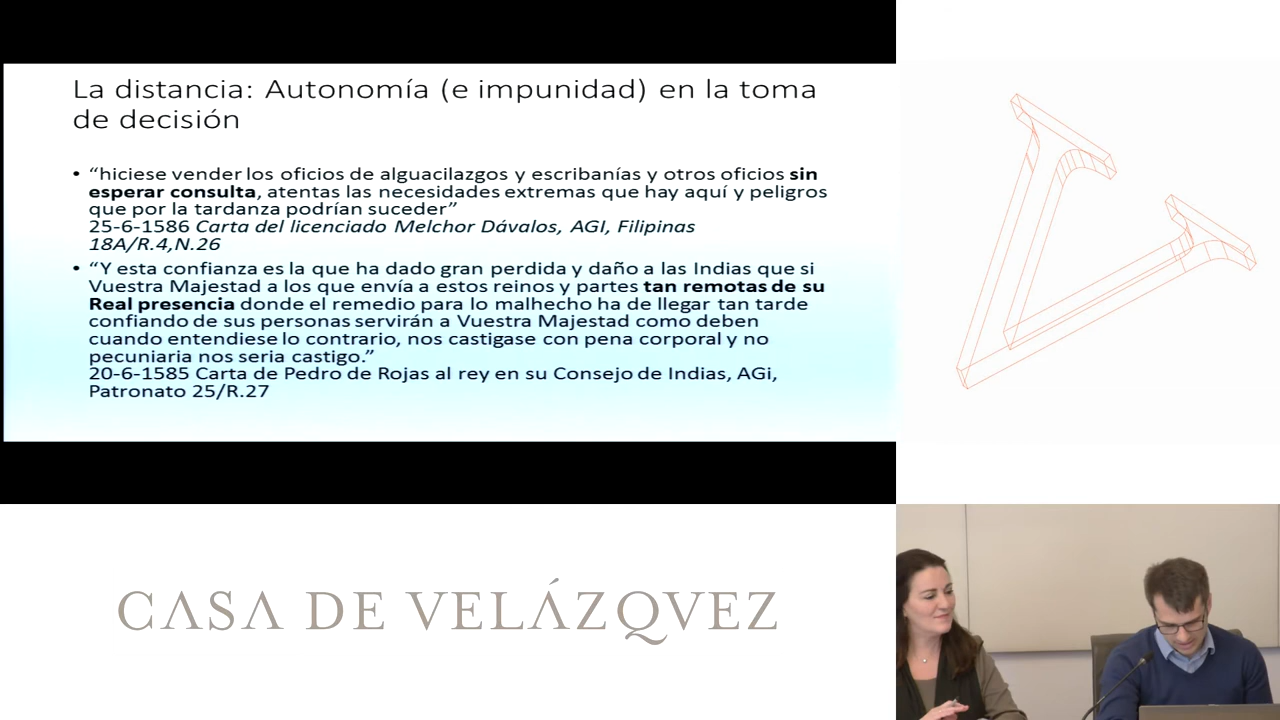 La distancia: Autonomía (e impunidad) en la toma
de decisión
• “hiciese vender los oficios de alguacilazgos y escribanías y otros oficios sin
esperar consulta, atentas las necesidades extremas que hay aquí y peligros
que por la tardanza podrían suceder”
25-6-1586 Carta del licenciado Melchor Dávalos, AGI, Filipinas
18A/R.4,N.26
• “Y esta confianza es la que ha dado gran perdida y daño a las Indias que si
Vuestra Majestad a los que envía a estos reinos y partes tan remotas de su
Real presencia donde el remedio para lo malhecho ha de llegar tan tarde
confiando de sus personas servirán a Vuestra Majestad como deben
cuando entendiese lo contrario, nos castigase con pena corporal y no
pecuniaria nos seria castigo.”
20-6-1585 Carta de Pedro de Rojas al rey en su Consejo de Indias, AGi,
Patronato 25/R.27
CASA DE VELÁZQVEZ